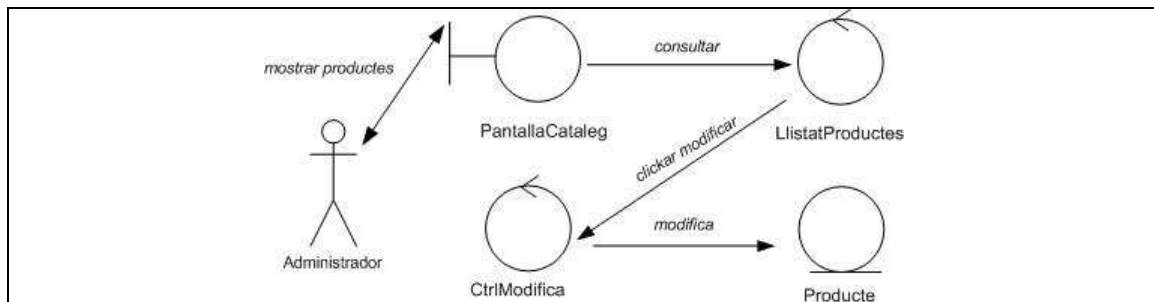 consultar
mostrar productes
PantallaCataleg
LlistatProductes
clickar modificar
modifica
Administrador
CtrlModifica
Producte